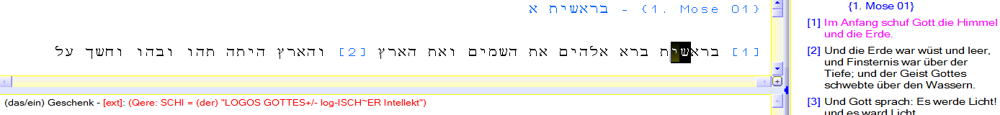 בראשית א - {1. Mose 01}
[1] בראשית ברא אלהים את השמים ואת הארץ [2] והארץ היתה תהו ובהו וחשך על
(das/ein) Geschenk - [ext]: (Qere: SCHI = (der) "LOGOS GOTTES+/- log-ISCH~ER Intellekt")
{1. Mose 01}
[1] Im Anfang schuf Gott die Himmel
und die Erde.
[2] Und die Erde war wüst und leer,
und Finsternis war über der
Tiefe; und der Geist Gottes
schwebte über den Wassern.
[3] Und Gott sprach: Es werde Licht!
und es ward Licht